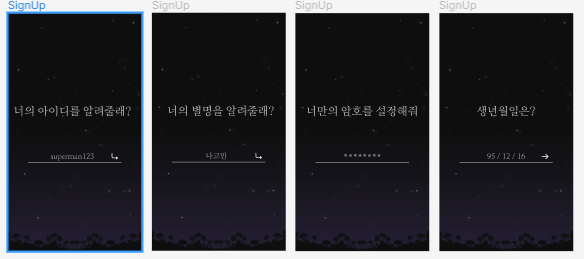 SignUp
너의 아이디를 알려줄래?
superman123
SignUp
너의 별명을 알려줄래?
나고민
SignUp
너만의 암호를 설정해줘
********
SignUp
생년월일은?
95 / 12 / 16